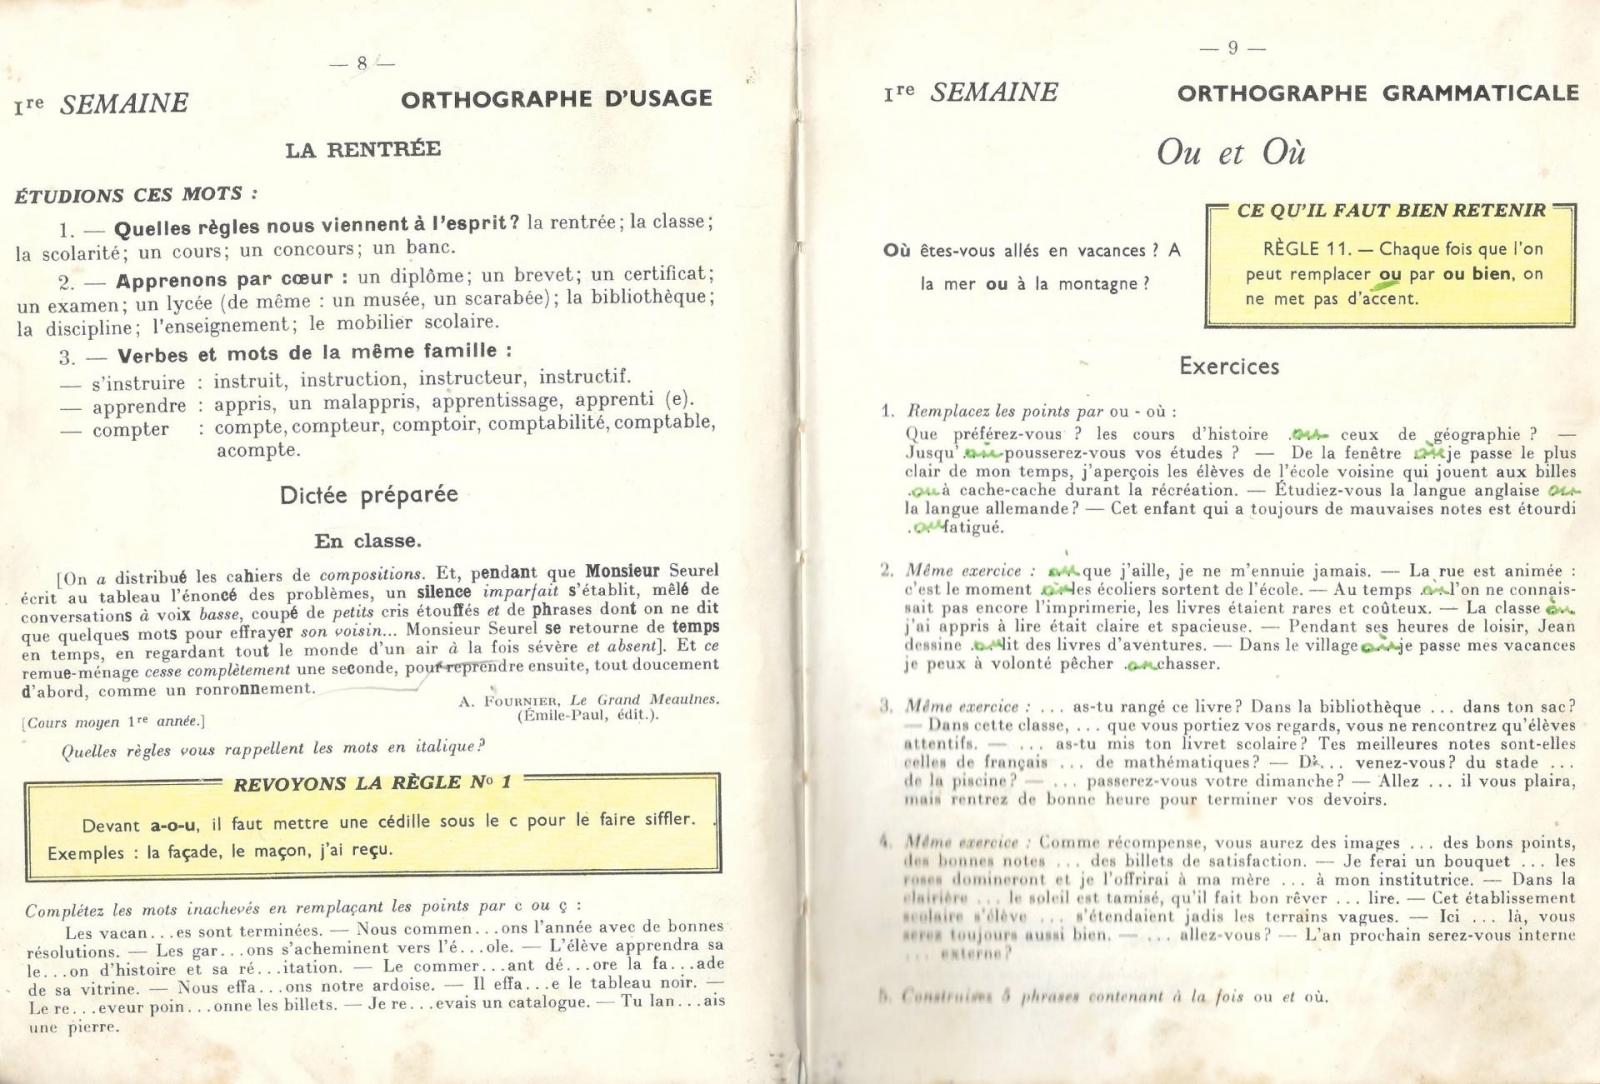 — 8 —
Iʳᵉ SEMAINE ORTHOGRAPHE D'USAGE
LA RENTRÉE
ÉTUDIONS CES MOTS :
1. — Quelles règles nous viennent à l'esprit? la rentrée; la classe;
la scolarité; un cours; un concours; un banc.
2. — Apprenons par cœur : un diplôme; un brevet; un certificat;
un examen; un lycée (de même : un musée, un scarabée); la bibliothèque;
la discipline; l'enseignement; le mobilier scolaire.
3. — Verbes et mots de la même famille :
— s'instruire : instruit, instruction, instructeur, instructif.
— apprendre : appris, un malappris, apprentissage, apprenti (e).
— compter : compte, compteur, comptoir, comptabilité, comptable,
acompte.
Dictée préparée
En classe.
[On a distribué les cahiers de compositions. Et, pendant que Monsieur Seurel
écrit au tableau l'énoncé des problèmes, un silence imparfait s'établit, mêlé de
conversations à voix basse, coupé de petits cris étouffés et de phrases dont on ne dit
que quelques mots pour effrayer son voisin... Monsieur Seurel se retourne de temps
en temps, en regardant tout le monde d'un air à la fois sévère et absent]. Et ce
remue-ménage cesse complètement une seconde, pour reprendre ensuite, tout doucement
d'abord, comme un ronronnement.
A. FOURNIER, Le Grand Meaulnes.
(Émile-Paul, édit.).
[Cours moyen 1ʳᵉ année.]
Quelles règles vous rappellent les mots en italique?
REVOYONS LA RÈGLE Nº 1
Devant a-o-u, il faut mettre une cédille sous le c pour le faire siffler.
Exemples : la façade, le maçon, j'ai reçu.
Complétez les mots inachevés en remplaçant les points par c ou ç :
Les vacan...es sont terminées. — Nous commen...ons l'année avec de bonnes
résolutions. — Les gar...ons s'acheminent vers l'é...ole. — L'élève apprendra sa
le...on d'histoire et sa ré...itation. — Le commer...ant dé...ore la fa...ade
de sa vitrine. — Nous effa...ons notre ardoise. — Il effa...e le tableau noir. —
Le re...eveur poin...onne les billets. — Je re...evais un catalogue. — Tu lan...ais
une pierre.
— 9 —
Iʳᵉ SEMAINE ORTHOGRAPHE GRAMMATICALE
Ou et Où
Où êtes-vous allés en vacances ? A
la mer ou à la montagne ?
CE QU'IL FAUT BIEN RETENIR
RÈGLE 11. — Chaque fois que l'on
peut remplacer ou par ou bien, on
ne met pas d'accent.
Exercices
1. Remplacez les points par ou - où :
Que préférez-vous ? les cours d'histoire .ou ceux de géographie ? —
Jusqu'.où pousserez-vous vos études ? — De la fenêtre où je passe le plus
clair de mon temps, j'aperçois les élèves de l'école voisine qui jouent aux billes
.ou à cache-cache durant la récréation. — Étudiez-vous la langue anglaise ou
la langue allemande? — Cet enfant qui a toujours de mauvaises notes est étourdi
.ou fatigué.
2. Même exercice : où que j'aille, je ne m'ennuie jamais. — La rue est animée :
c'est le moment où les écoliers sortent de l'école. — Au temps .où l'on ne connais-
sait pas encore l'imprimerie, les livres étaient rares et coûteux. — La classe où
j'ai appris à lire était claire et spacieuse. — Pendant ses heures de loisir, Jean
dessine .ou lit des livres d'aventures. — Dans le village où je passe mes vacances
je peux à volonté pêcher .ou chasser.
3. Même exercice : ... as-tu rangé ce livre? Dans la bibliothèque ... dans ton sac?
— Dans cette classe, ... que vous portiez vos regards, vous ne rencontrez qu'élèves
attentifs. — ... as-tu mis ton livret scolaire? Tes meilleures notes sont-elles
celles de français ... de mathématiques? — D'... venez-vous? du stade ...
de la piscine? — ... passerez-vous votre dimanche? — Allez ... il vous plaira,
mais rentrez de bonne heure pour terminer vos devoirs.
4. Même exercice : Comme récompense, vous aurez des images ... des bons points,
des bonnes notes ... des billets de satisfaction. — Je ferai un bouquet ... les
roses domineront et je l'offrirai à ma mère ... à mon institutrice. — Dans la
clairière ... le soleil est tamisé, qu'il fait bon rêver ... lire. — Cet établissement
scolaire s'élève ... s'étendaient jadis les terrains vagues. — Ici ... là, vous
serez toujours aussi bien. — ... allez-vous? — L'an prochain serez-vous interne
... externe?
5. Construises 5 phrases contenant à la fois ou et où.